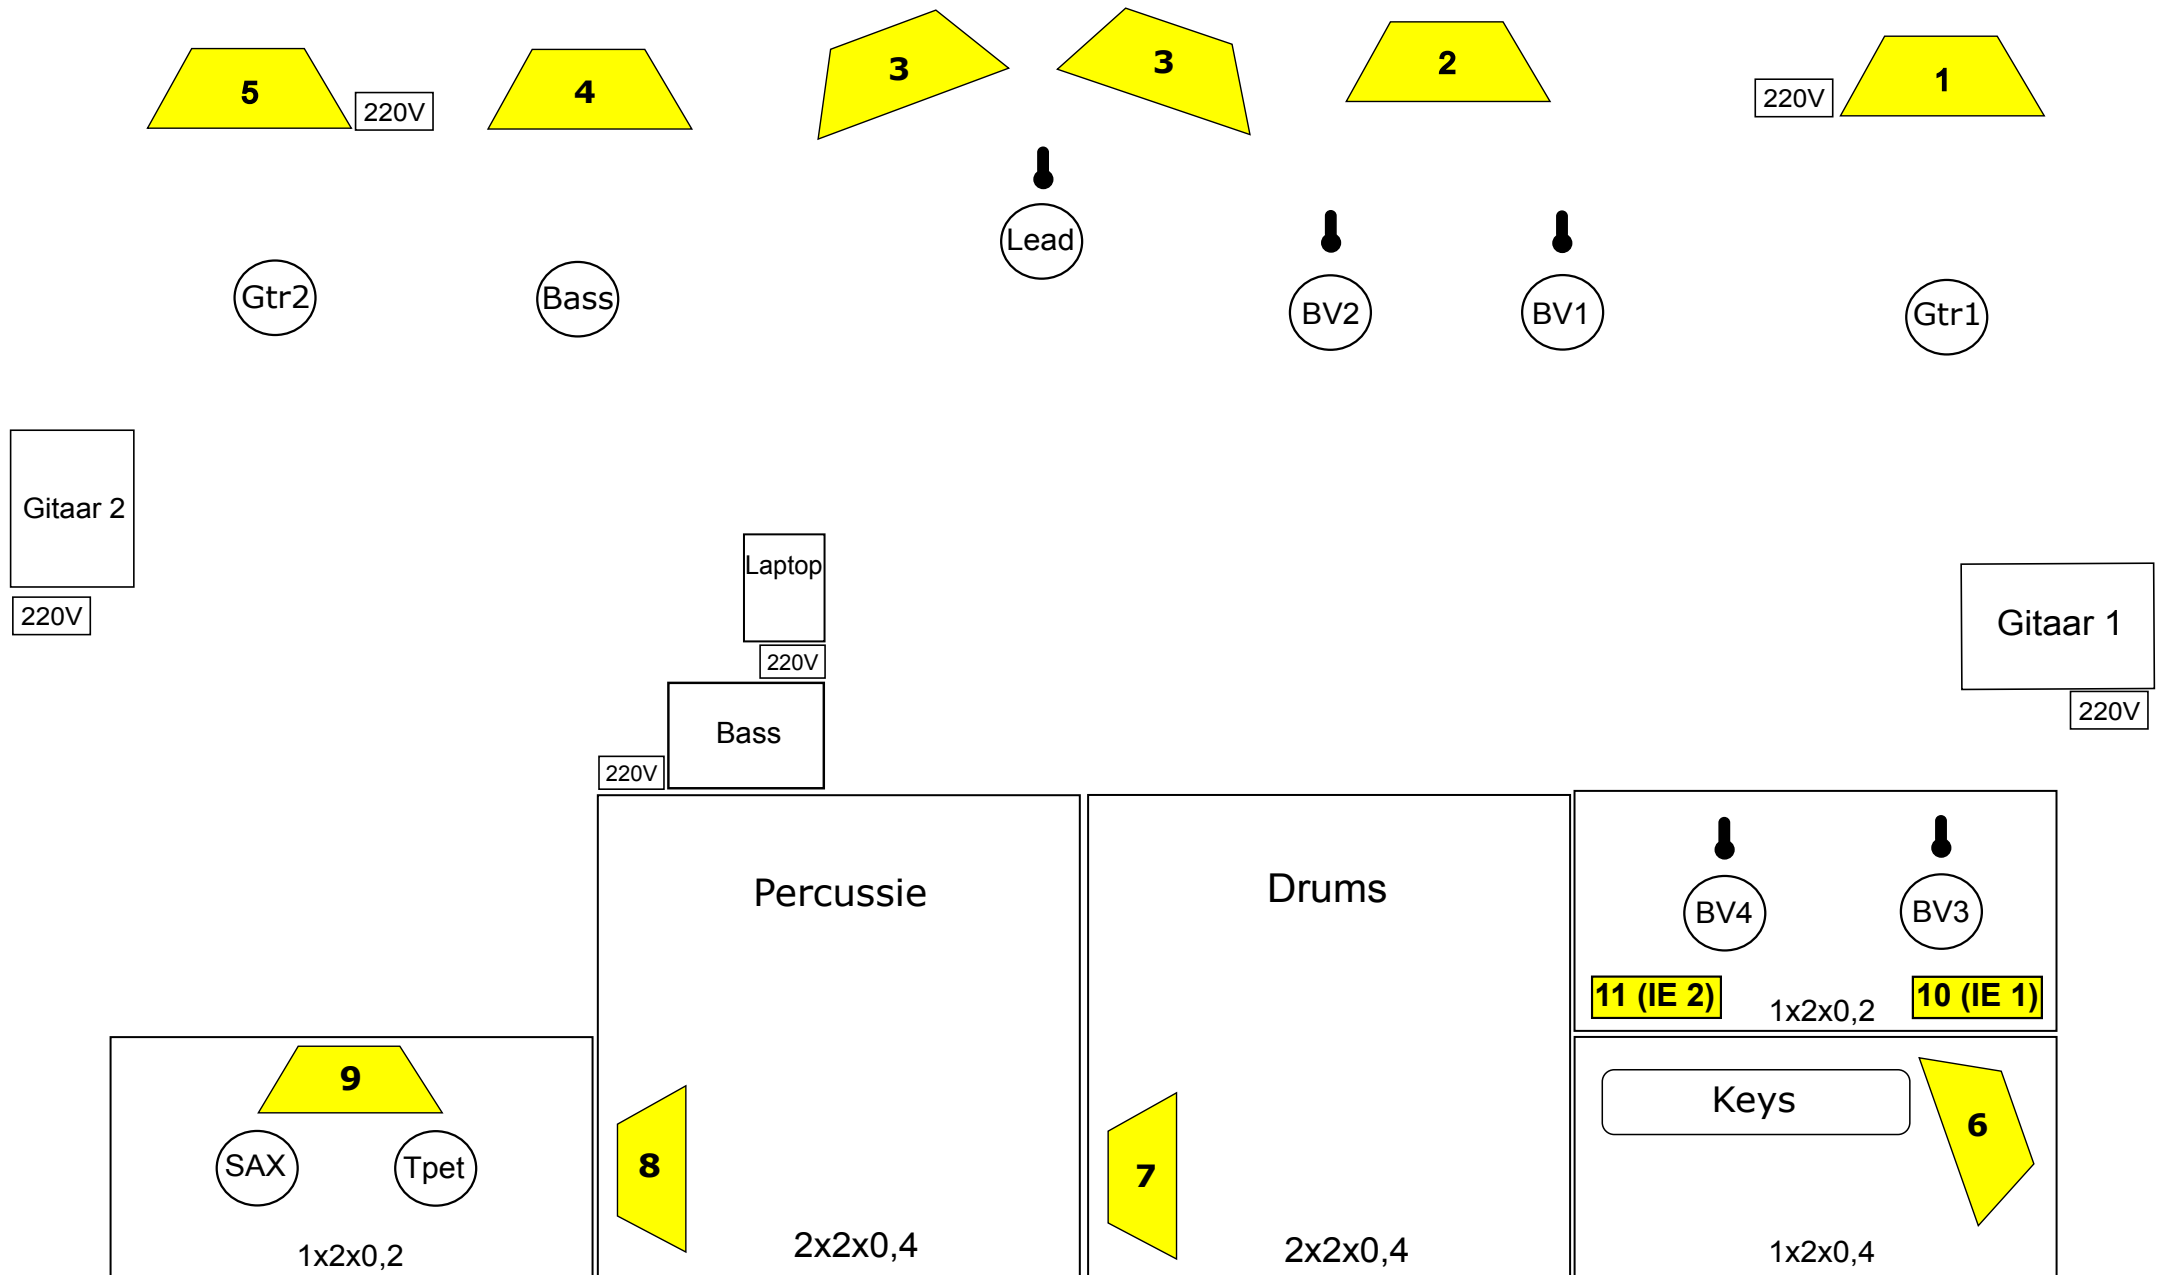 5
220V
4
3
3
2
220V
1
Lead
Gtr2
Bass
BV2
BV1
Gtr1
Gitaar 2
220V
Laptop
220V
Bass
220V
Gitaar 1
220V
Percussie
Drums
BV4
BV3
11 (IE 2)
1x2x0,2
10 (IE 1)
9
SAX
Tpet
1x2x0,2
8
2x2x0,4
7
2x2x0,4
Keys
6
1x2x0,4